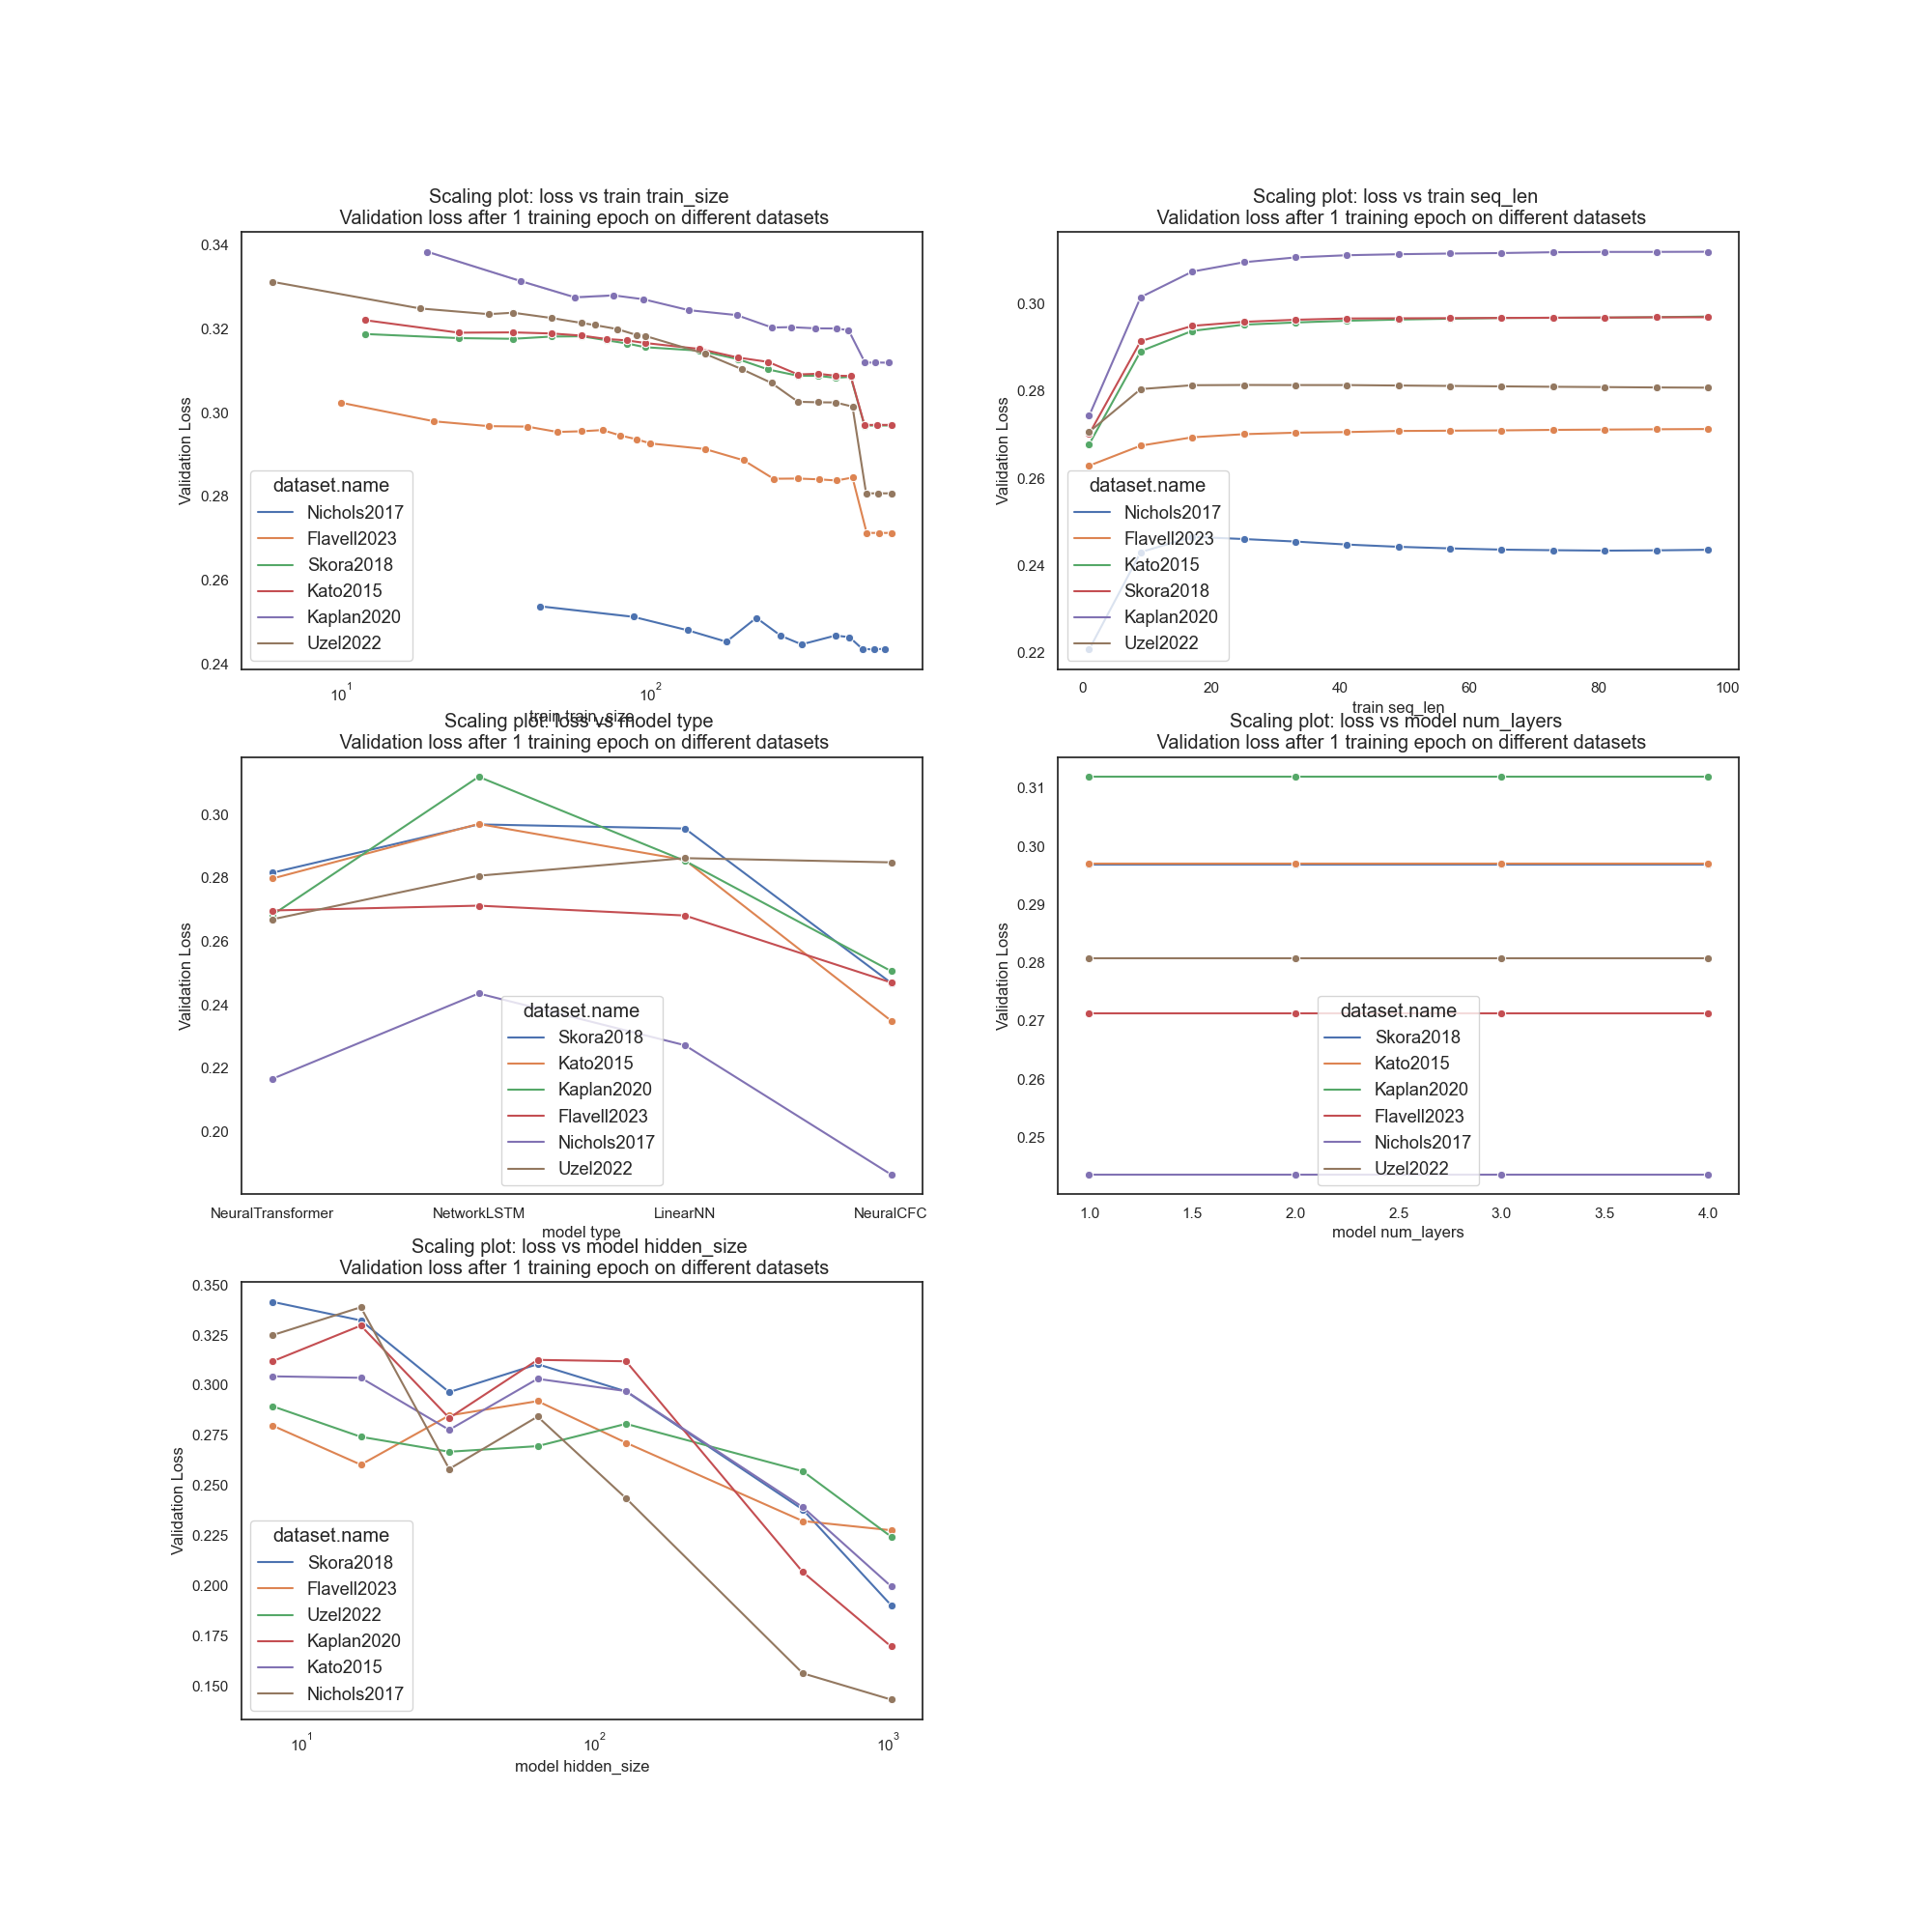 Scaling plot: loss vs train train_size
Validation loss after 1 training epoch on different datasets
0.34
0.32
0.30
0.28
0.26
0.24
Validation Loss
dataset.name
Nichols2017
Flavell2023
Skora2018
Kato2015
Kaplan2020
Uzel2022
10^1
10^2
train train_size
Scaling plot: loss vs train seq_len
Validation loss after 1 training epoch on different datasets
0.30
0.28
0.26
0.24
0.22
Validation Loss
dataset.name
Nichols2017
Flavell2023
Kato2015
Skora2018
Kaplan2020
Uzel2022
0 20 40 60 80 100
train seq_len
Scaling plot: loss vs model type
Validation loss after 1 training epoch on different datasets
0.30
0.28
0.26
0.24
0.22
0.20
Validation Loss
dataset.name
Skora2018
Kato2015
Kaplan2020
Flavell2023
Nichols2017
Uzel2022
NeuralTransformer NetworkLSTM LinearNN NeuralCFC
model type
Scaling plot: loss vs model num_layers
Validation loss after 1 training epoch on different datasets
0.31
0.30
0.29
0.28
0.27
0.26
0.25
Validation Loss
dataset.name
Skora2018
Kato2015
Kaplan2020
Flavell2023
Nichols2017
Uzel2022
1.0 1.5 2.0 2.5 3.0 3.5 4.0
model num_layers
Scaling plot: loss vs model hidden_size
Validation loss after 1 training epoch on different datasets
0.350
0.325
0.300
0.275
0.250
0.225
0.200
0.175
0.150
Validation Loss
dataset.name
Skora2018
Flavell2023
Uzel2022
Kaplan2020
Kato2015
Nichols2017
10^1
10^2
10^3
model hidden_size